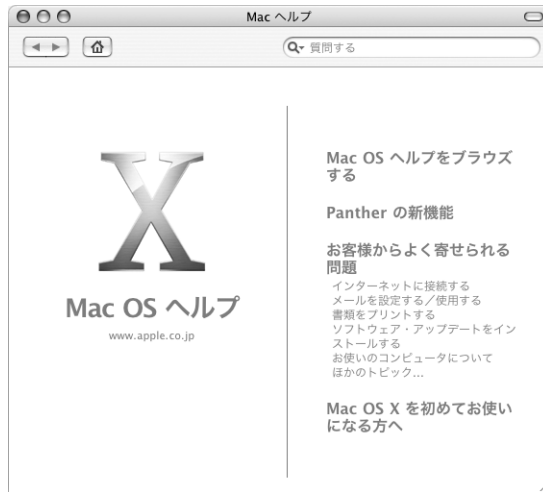 Mac ヘルプ
質問する
X
Mac OS ヘルプ
www.apple.co.jp
Mac OS ヘルプをブラウズ
する
Panther の新機能
お客様からよく寄せられる
問題
インターネットに接続する
メールを設定する／使用する
書類をプリントする
ソフトウェア・アップデートをイン
ストールする
お使いのコンピュータについて
ほかのトピック...
Mac OS X を初めてお使い
になる方へ